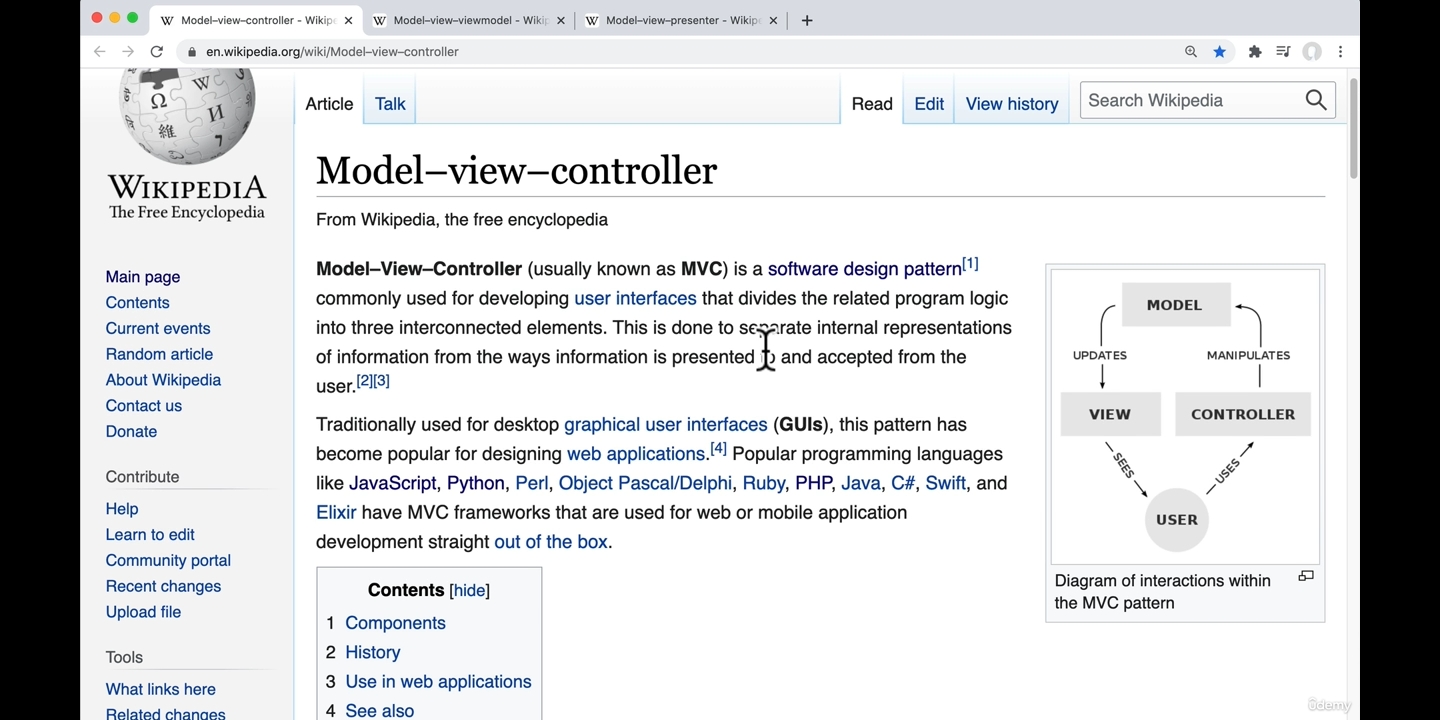 Model–view–controller - Wikipe
Model–view–viewmodel - Wikip
Model–view–presenter - Wikipe
en.wikipedia.org/wiki/Model–view–controller
WIKIPEDIA
The Free Encyclopedia
Main page
Contents
Current events
Random article
About Wikipedia
Contact us
Donate
Contribute
Help
Learn to edit
Community portal
Recent changes
Upload file
Tools
What links here
Related changes
Article Talk Read Edit View history Search Wikipedia
Model–view–controller
From Wikipedia, the free encyclopedia
Model–View–Controller (usually known as MVC) is a software design pattern[1]
commonly used for developing user interfaces that divides the related program logic
into three interconnected elements. This is done to separate internal representations
of information from the ways information is presented and accepted from the
user.[2][3]
Traditionally used for desktop graphical user interfaces (GUIs), this pattern has
become popular for designing web applications.[4] Popular programming languages
like JavaScript, Python, Perl, Object Pascal/Delphi, Ruby, PHP, Java, C#, Swift, and
Elixir have MVC frameworks that are used for web or mobile application
development straight out of the box.
Contents [hide]
1 Components
2 History
3 Use in web applications
4 See also
MODEL
UPDATES MANIPULATES
VIEW CONTROLLER
SEES USES
USER
Diagram of interactions within
the MVC pattern
ûdemy